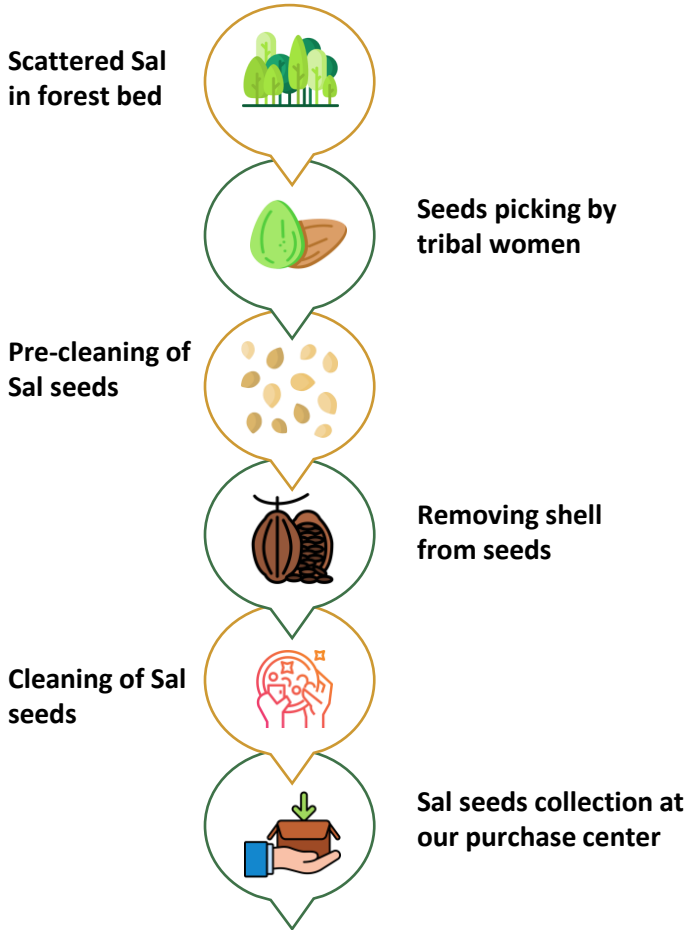 Scattered Sal
in forest bed
Seeds picking by
tribal women
Pre-cleaning of
Sal seeds
Removing shell
from seeds
Cleaning of Sal
seeds
Sal seeds collection at
our purchase center